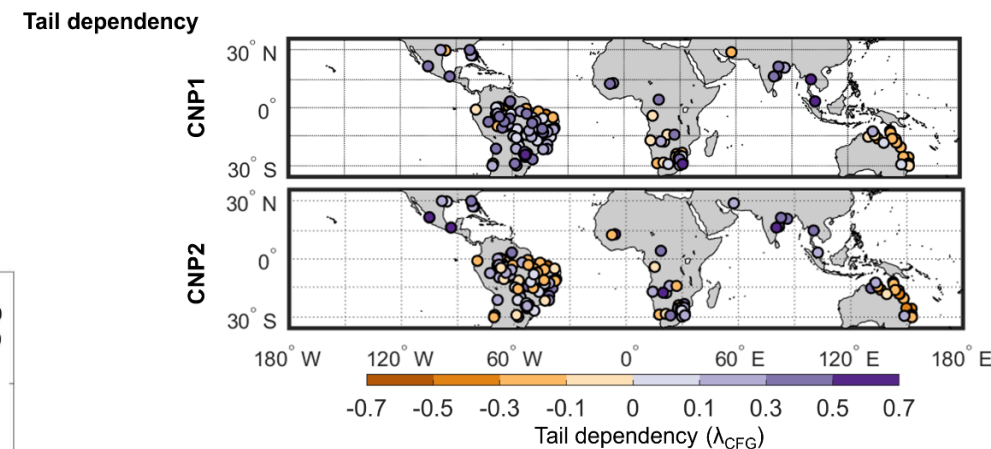 Tail dependency
CNP1
30° N
0°
30° S
CNP2
30° N
0°
30° S
180° W 120° W 60° W 0° 60° E 120° E 180° E
-0.7 -0.5 -0.3 -0.1 0 0.1 0.3 0.5 0.7
Tail dependency (λCFG)